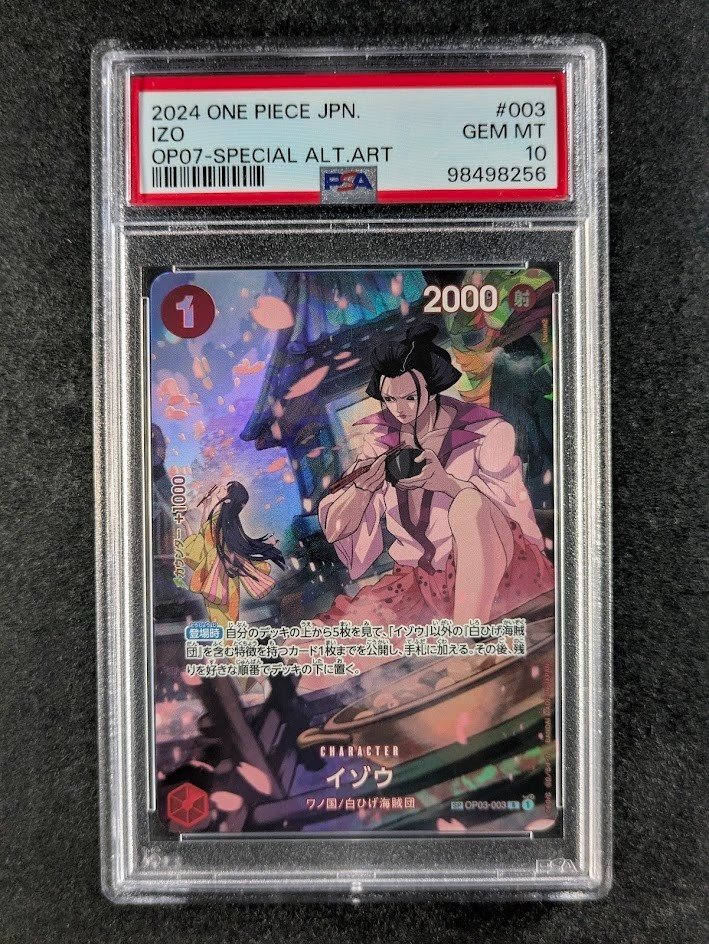 2024 ONE PIECE JPN. #003
IZO GEM MT
OP07-SPECIAL ALT.ART 10
PSA 98498256
1 2000 射
カウンター +1000
登場時 自分のデッキの上から5枚を見て、「イゾウ」以外の『白ひげ海賊
団』を含む特徴を持つカード1枚までを公開し、手札に加える。その後、残
りを好きな順番でデッキの下に置く。
CHARACTER
イゾウ
ワノ国/白ひげ海賊団
SP OP03-003 R 1
PSA